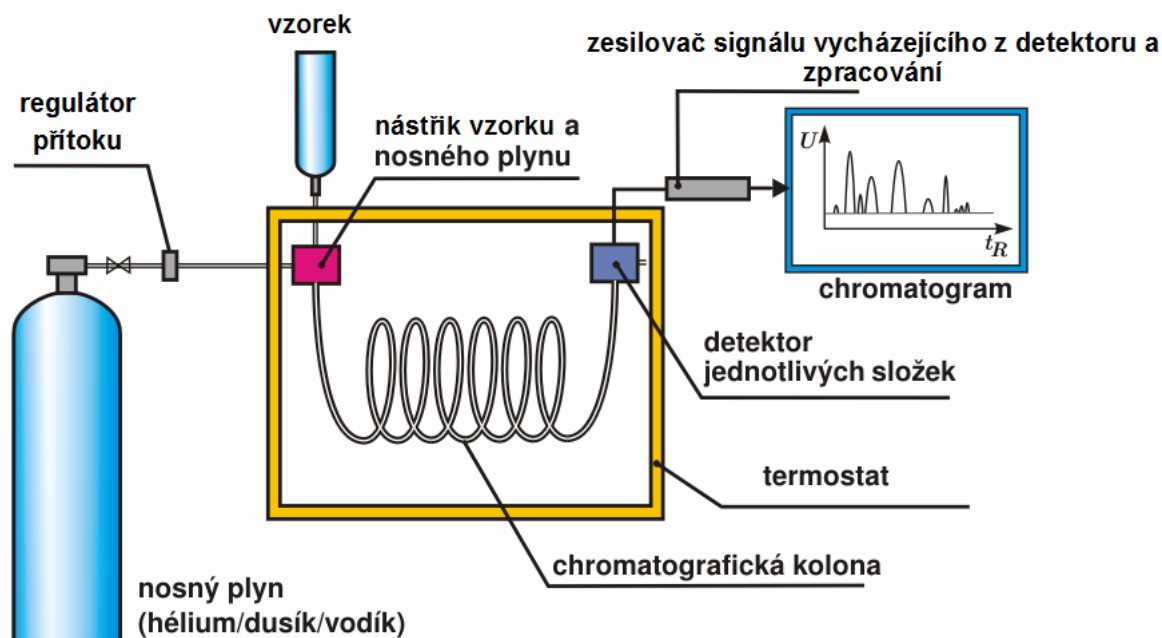 vzorek
zesilovač signálu vycházejícího z detektoru a
zpracování
regulátor
přítoku
nástřik vzorku a
nosného plynu
U
t_R
chromatogram
detektor
jednotlivých složek
termostat
chromatografická kolona
nosný plyn
(hélium/dusík/vodík)